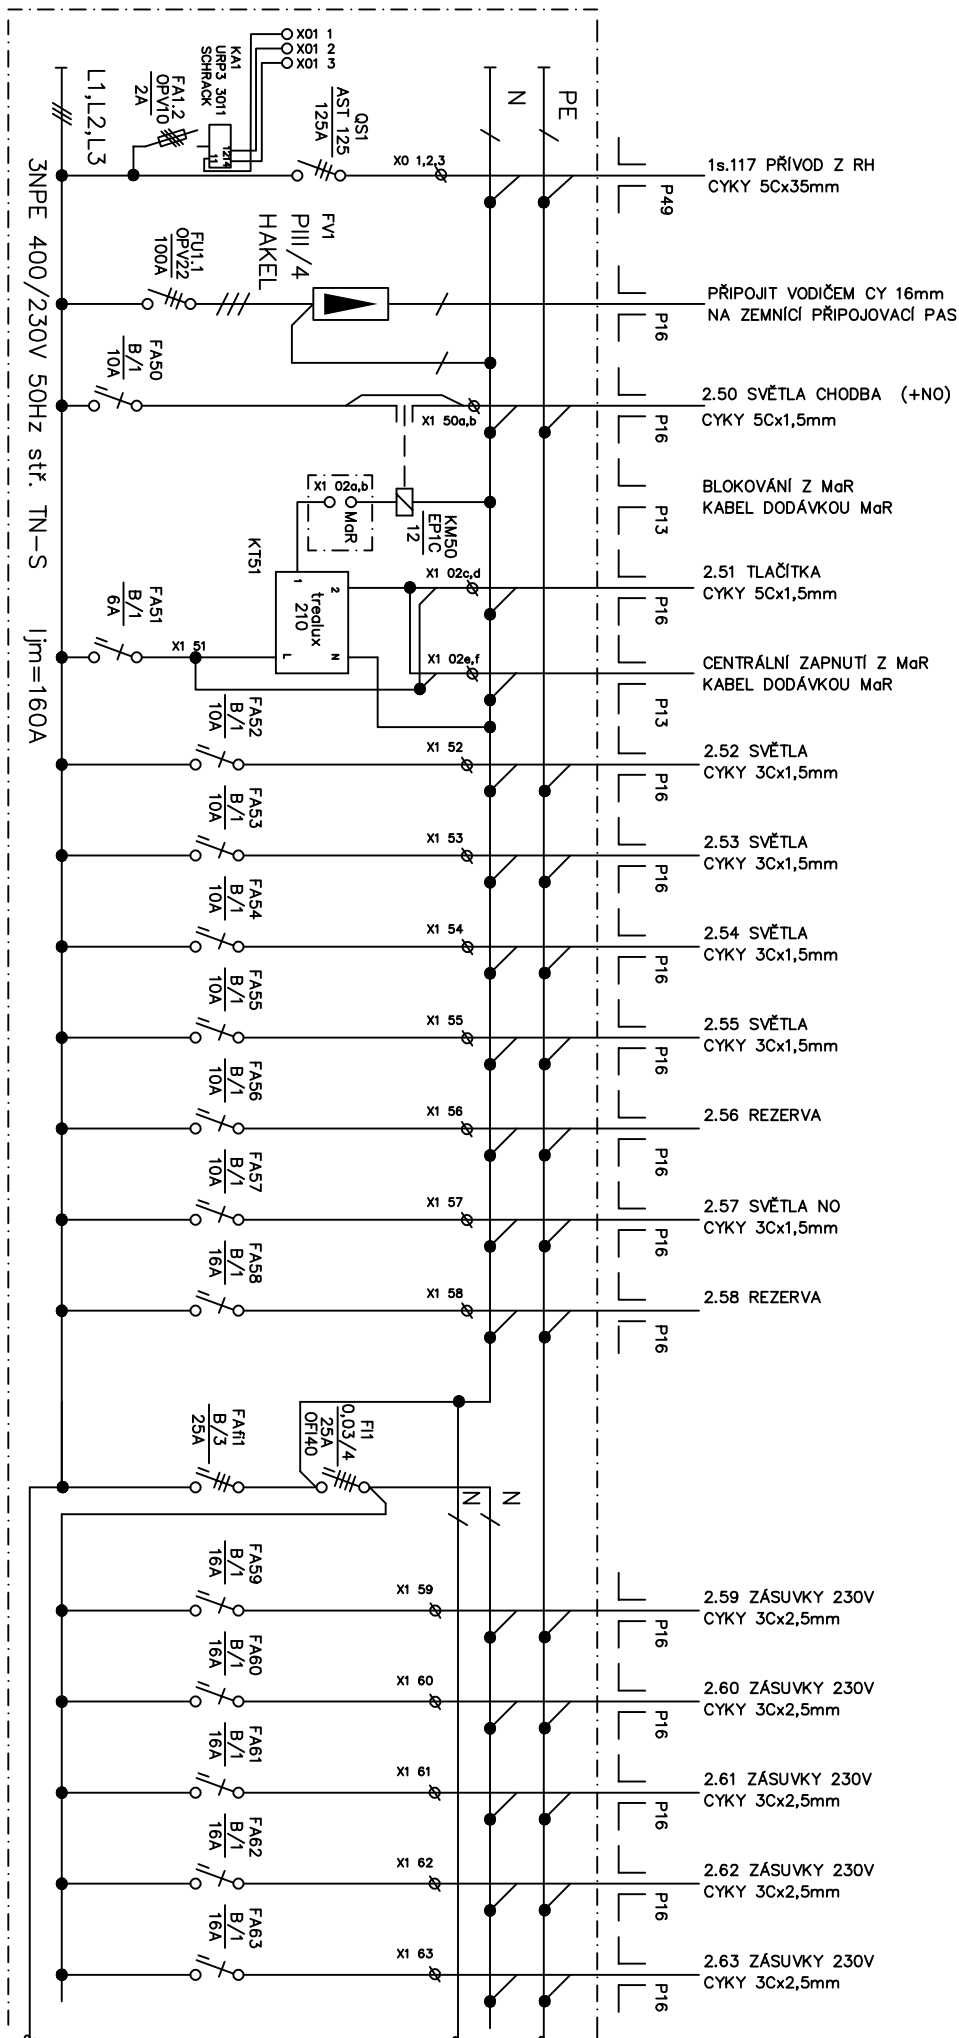 X01 1
X01 2
X01 3
KA1
URP3 3011
SCHRACK
11
1214
FA1.2
OPV10
2A
L1,L2,L3
QS1
AST 125
125A
X0 1,2,3
N
PE
P49
1s.117 PŘÍVOD Z RH
CYKY 5Cx35mm
3NPE 400/230V 50Hz stř. TN-S Ijm=160A
FU1.1
OPV22
100A
FV1
PIII/4
HAKEL
P16
PŘIPOJIT VODIČEM CY 16mm
NA ZEMNÍCÍ PŘIPOJOVACÍ PAS
FA50
B/1
10A
X1 50a,b
P16
2.50 SVĚTLA CHODBA (+NO)
CYKY 5Cx1,5mm
X1 02a,b
MaR
KM50
EP1C
12
P13
BLOKOVÁNÍ Z MaR
KABEL DODÁVKOU MaR
KT51
1
2
trealux
210
L
N
X1 02c,d
P16
2.51 TLAČÍTKA
CYKY 5Cx1,5mm
FA51
B/1
6A
X1 51
X1 02e,f
P13
CENTRÁLNÍ ZAPNUTÍ Z MaR
KABEL DODÁVKOU MaR
FA52
B/1
10A
X1 52
P16
2.52 SVĚTLA
CYKY 3Cx1,5mm
FA53
B/1
10A
X1 53
P16
2.53 SVĚTLA
CYKY 3Cx1,5mm
FA54
B/1
10A
X1 54
P16
2.54 SVĚTLA
CYKY 3Cx1,5mm
FA55
B/1
10A
X1 55
P16
2.55 SVĚTLA
CYKY 3Cx1,5mm
FA56
B/1
10A
X1 56
P16
2.56 REZERVA
FA57
B/1
10A
X1 57
P16
2.57 SVĚTLA NO
CYKY 3Cx1,5mm
FA58
B/1
16A
X1 58
P16
2.58 REZERVA
FAfi1
B/3
25A
FI1
0,03/4
25A
OFI40
N
N
FA59
B/1
16A
X1 59
P16
2.59 ZÁSUVKY 230V
CYKY 3Cx2,5mm
FA60
B/1
16A
X1 60
P16
2.60 ZÁSUVKY 230V
CYKY 3Cx2,5mm
FA61
B/1
16A
X1 61
P16
2.61 ZÁSUVKY 230V
CYKY 3Cx2,5mm
FA62
B/1
16A
X1 62
P16
2.62 ZÁSUVKY 230V
CYKY 3Cx2,5mm
FA63
B/1
16A
X1 63
P16
2.63 ZÁSUVKY 230V
CYKY 3Cx2,5mm